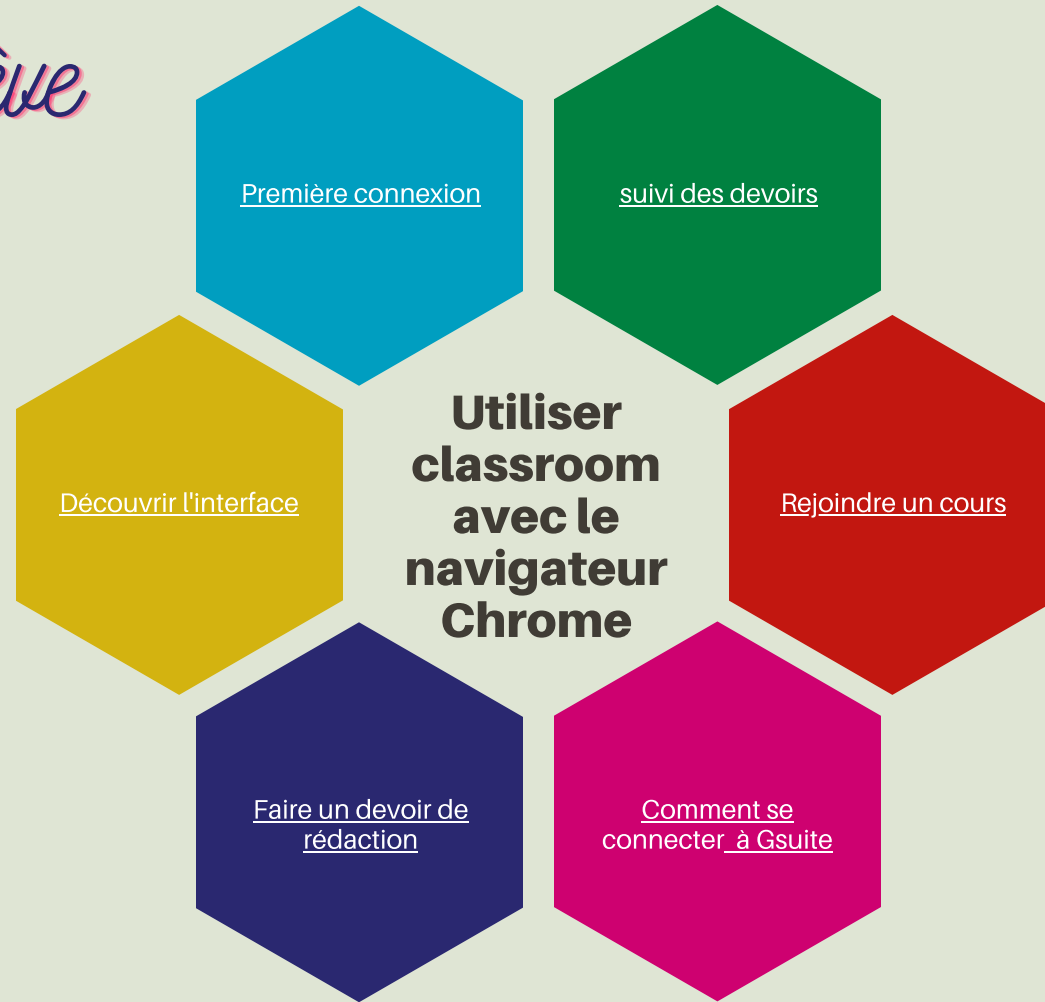 ève
Première connexion
suivi des devoirs
Utiliser
classroom
avec le
navigateur
Chrome
Découvrir l'interface
Rejoindre un cours
Faire un devoir de
rédaction
Comment se
connecter à Gsuite